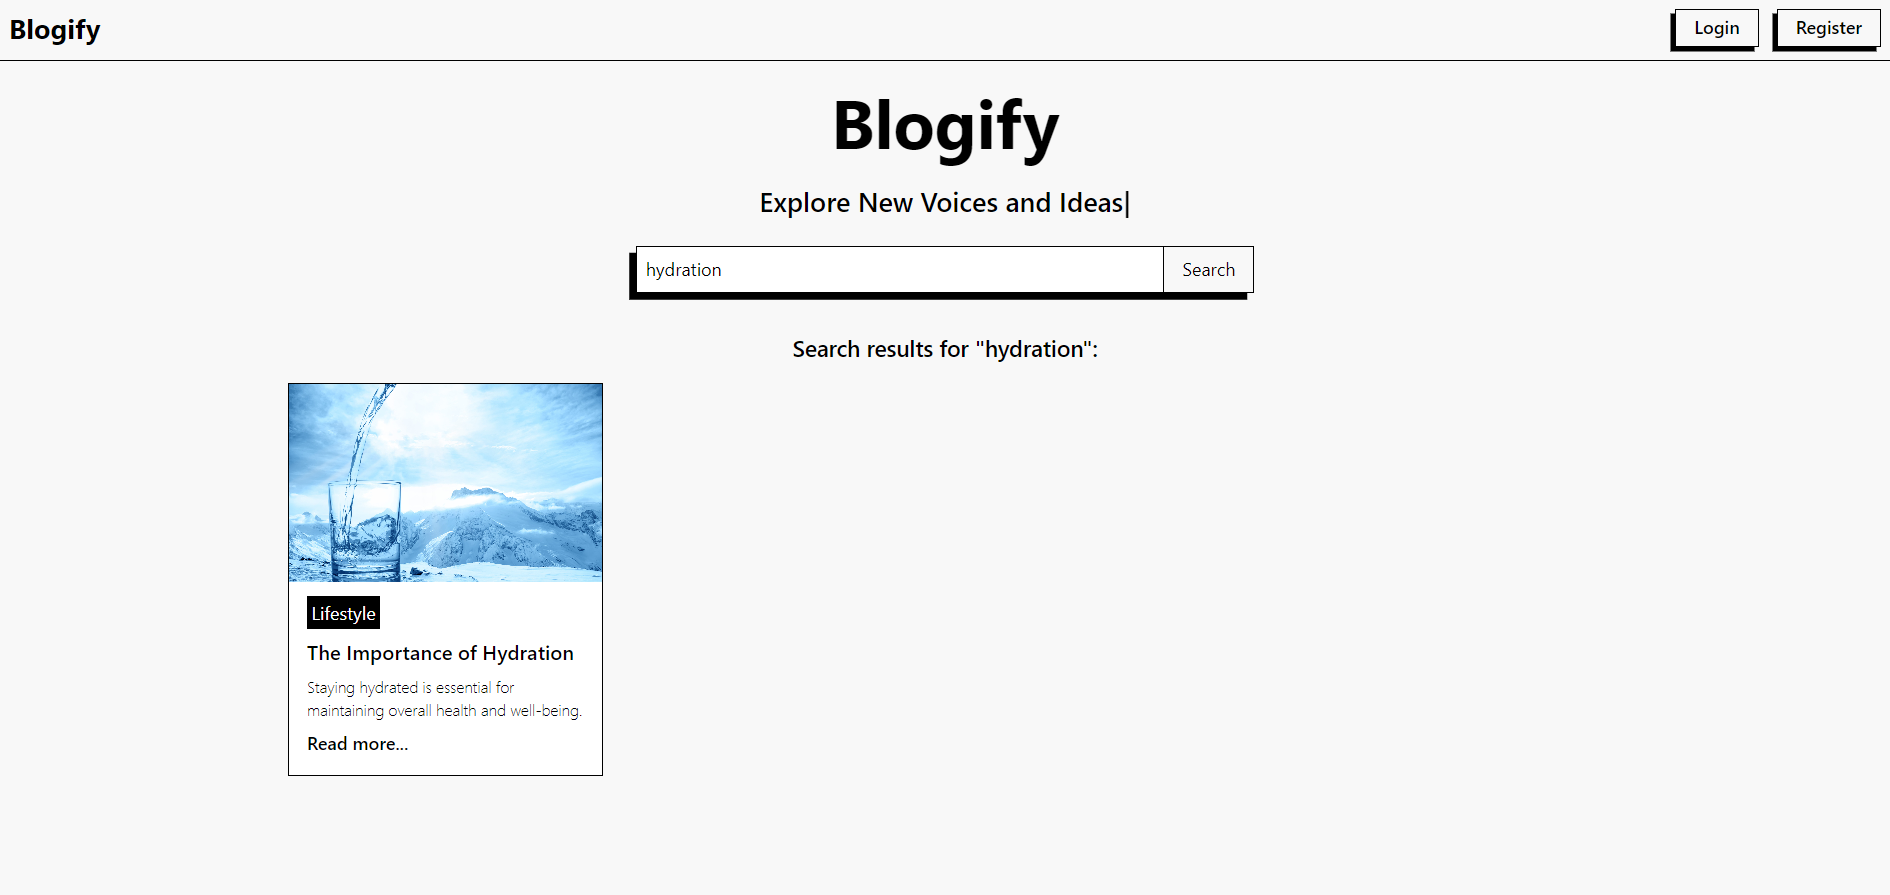 Blogify
Login
Register
Blogify
Explore New Voices and Ideas|
hydration
Search
Search results for "hydration":
Lifestyle
The Importance of Hydration
Staying hydrated is essential for
maintaining overall health and well-being.
Read more...